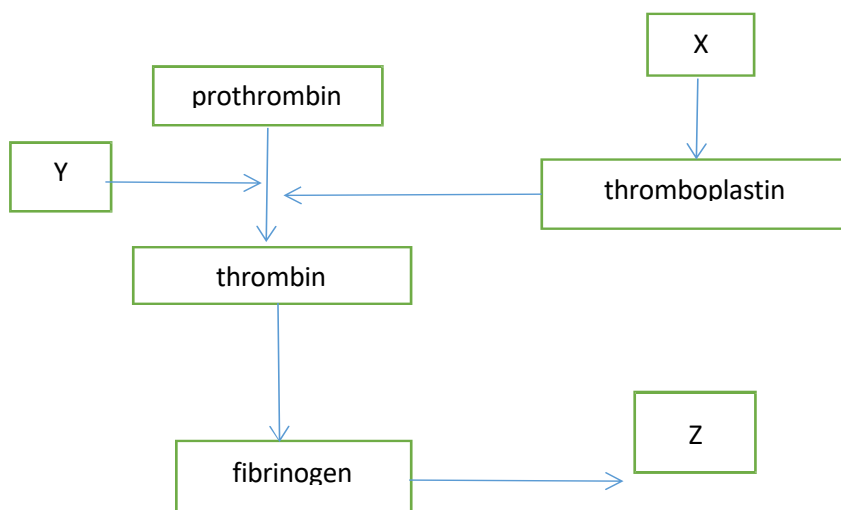 X
prothrombin
Y
thromboplastin
thrombin
Z
fibrinogen